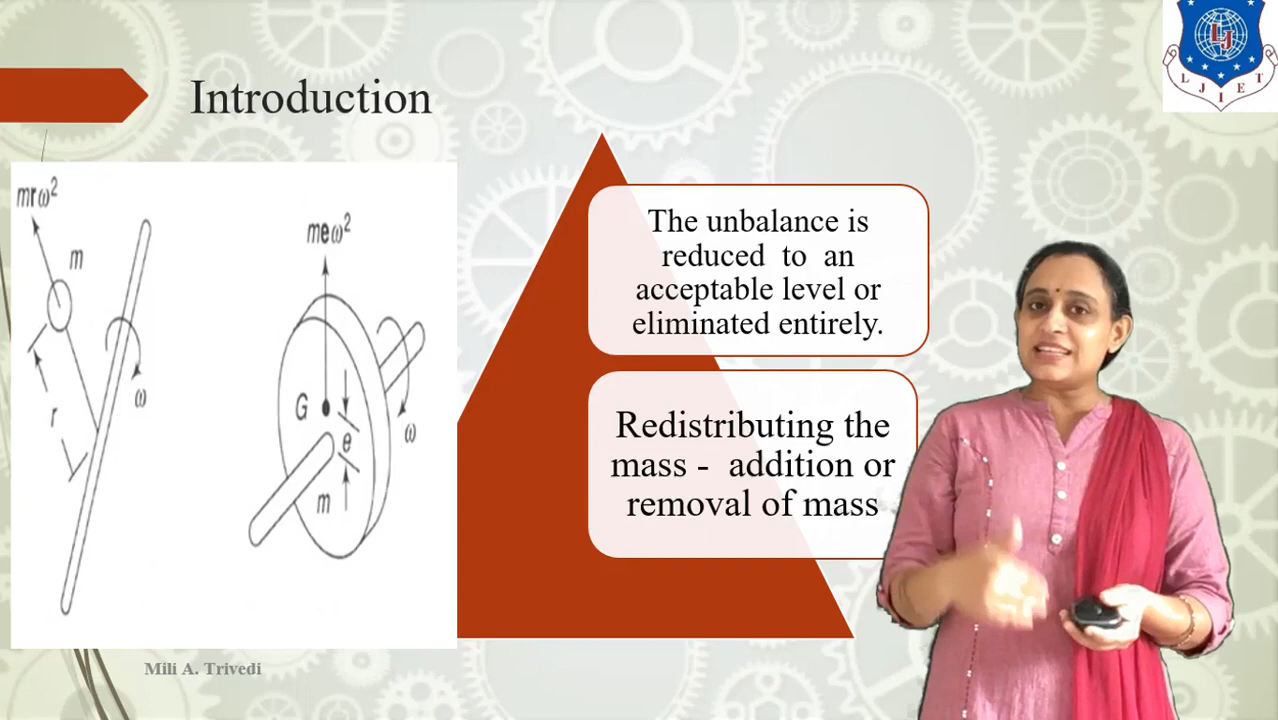 Introduction
LJIET
LJ
mrω²
m
r
ω
meω²
G
e
m
ω
The unbalance is
reduced to an
acceptable level or
eliminated entirely.
Redistributing the
mass - addition or
removal of mass
Mili A. Trivedi